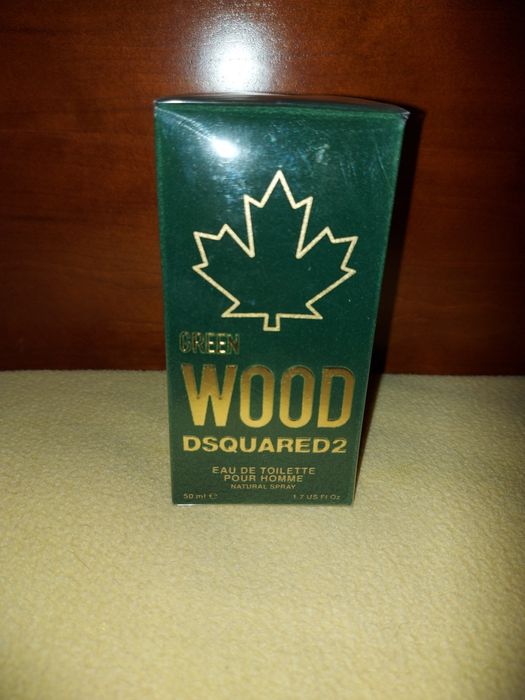 GREEN
WOOD
DSQUARED2
EAU DE TOILETTE
POUR HOMME
NATURAL SPRAY
50 ml ℮ 1.7 US Fl Oz